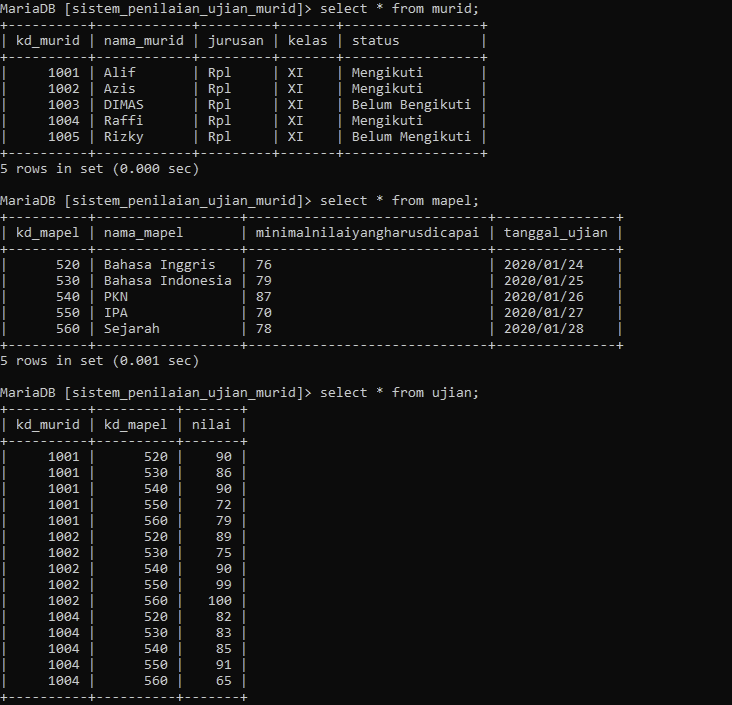 MariaDB [sistem_penilaian_ujian_murid]> select * from murid;
+----------+------------+---------+-------+-----------------+
| kd_murid | nama_murid | jurusan | kelas | status          |
+----------+------------+---------+-------+-----------------+
|     1001 | Alif       | Rpl     | XI    | Mengikuti       |
|     1002 | Azis       | Rpl     | XI    | Mengikuti       |
|     1003 | DIMAS      | Rpl     | XI    | Belum Bengikuti |
|     1004 | Raffi      | Rpl     | XI    | Mengikuti       |
|     1005 | Rizky      | Rpl     | XI    | Belum Mengikuti |
+----------+------------+---------+-------+-----------------+
5 rows in set (0.000 sec)

MariaDB [sistem_penilaian_ujian_murid]> select * from mapel;
+----------+------------------+-----------------------------+---------------+
| kd_mapel | nama_mapel       | minimalnilaiyangharusdicapai | tanggal_ujian |
+----------+------------------+-----------------------------+---------------+
|      520 | Bahasa Inggris   | 76                          | 2020/01/24    |
|      530 | Bahasa Indonesia | 79                          | 2020/01/25    |
|      540 | PKN              | 87                          | 2020/01/26    |
|      550 | IPA              | 70                          | 2020/01/27    |
|      560 | Sejarah          | 78                          | 2020/01/28    |
+----------+------------------+-----------------------------+---------------+
5 rows in set (0.001 sec)

MariaDB [sistem_penilaian_ujian_murid]> select * from ujian;
+----------+----------+-------+
| kd_murid | kd_mapel | nilai |
+----------+----------+-------+
|     1001 |      520 |    90 |
|     1001 |      530 |    86 |
|     1001 |      540 |    90 |
|     1001 |      550 |    72 |
|     1001 |      560 |    79 |
|     1002 |      520 |    89 |
|     1002 |      530 |    75 |
|     1002 |      540 |    90 |
|     1002 |      550 |    99 |
|     1002 |      560 |   100 |
|     1004 |      520 |    82 |
|     1004 |      530 |    83 |
|     1004 |      540 |    85 |
|     1004 |      550 |    91 |
|     1004 |      560 |    65 |
+----------+----------+-------+